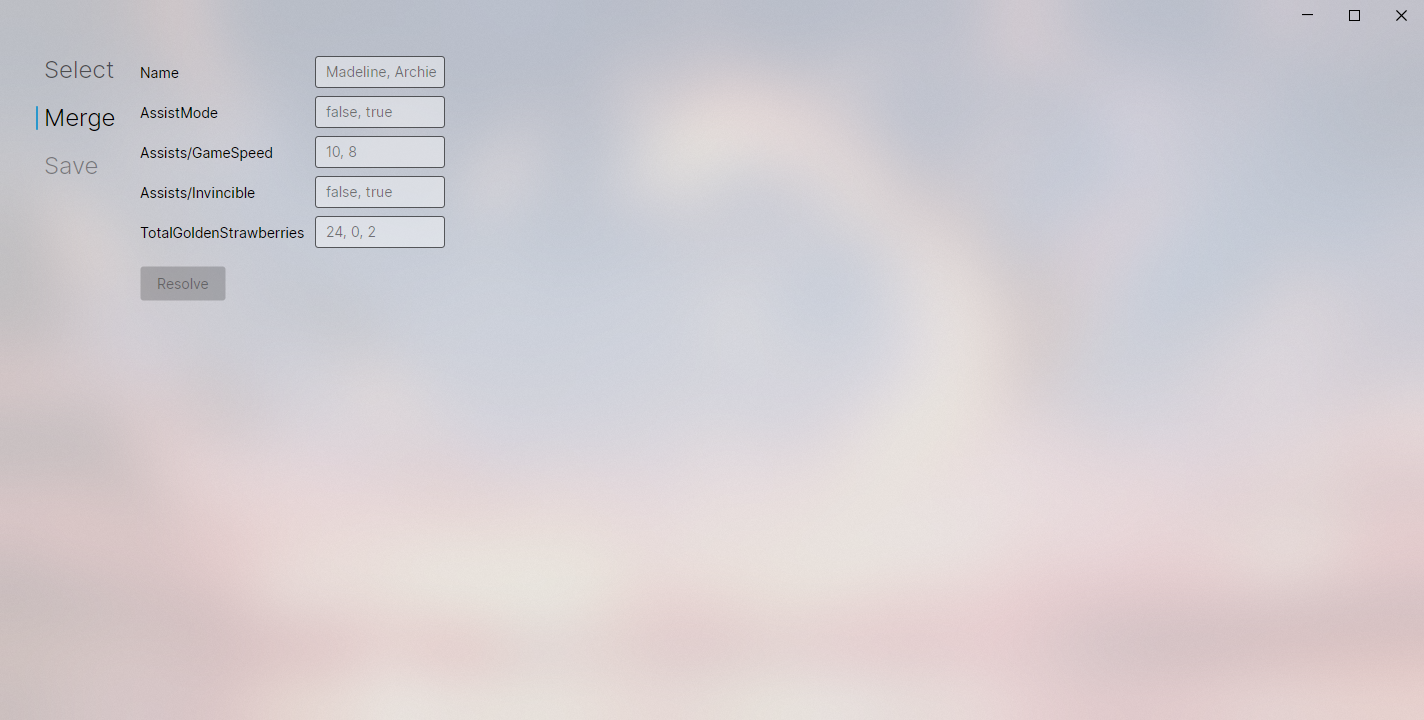 Select
Merge
Save
Name
Madeline, Archie
AssistMode
false, true
Assists/GameSpeed
10, 8
Assists/Invincible
false, true
TotalGoldenStrawberries
24, 0, 2
Resolve